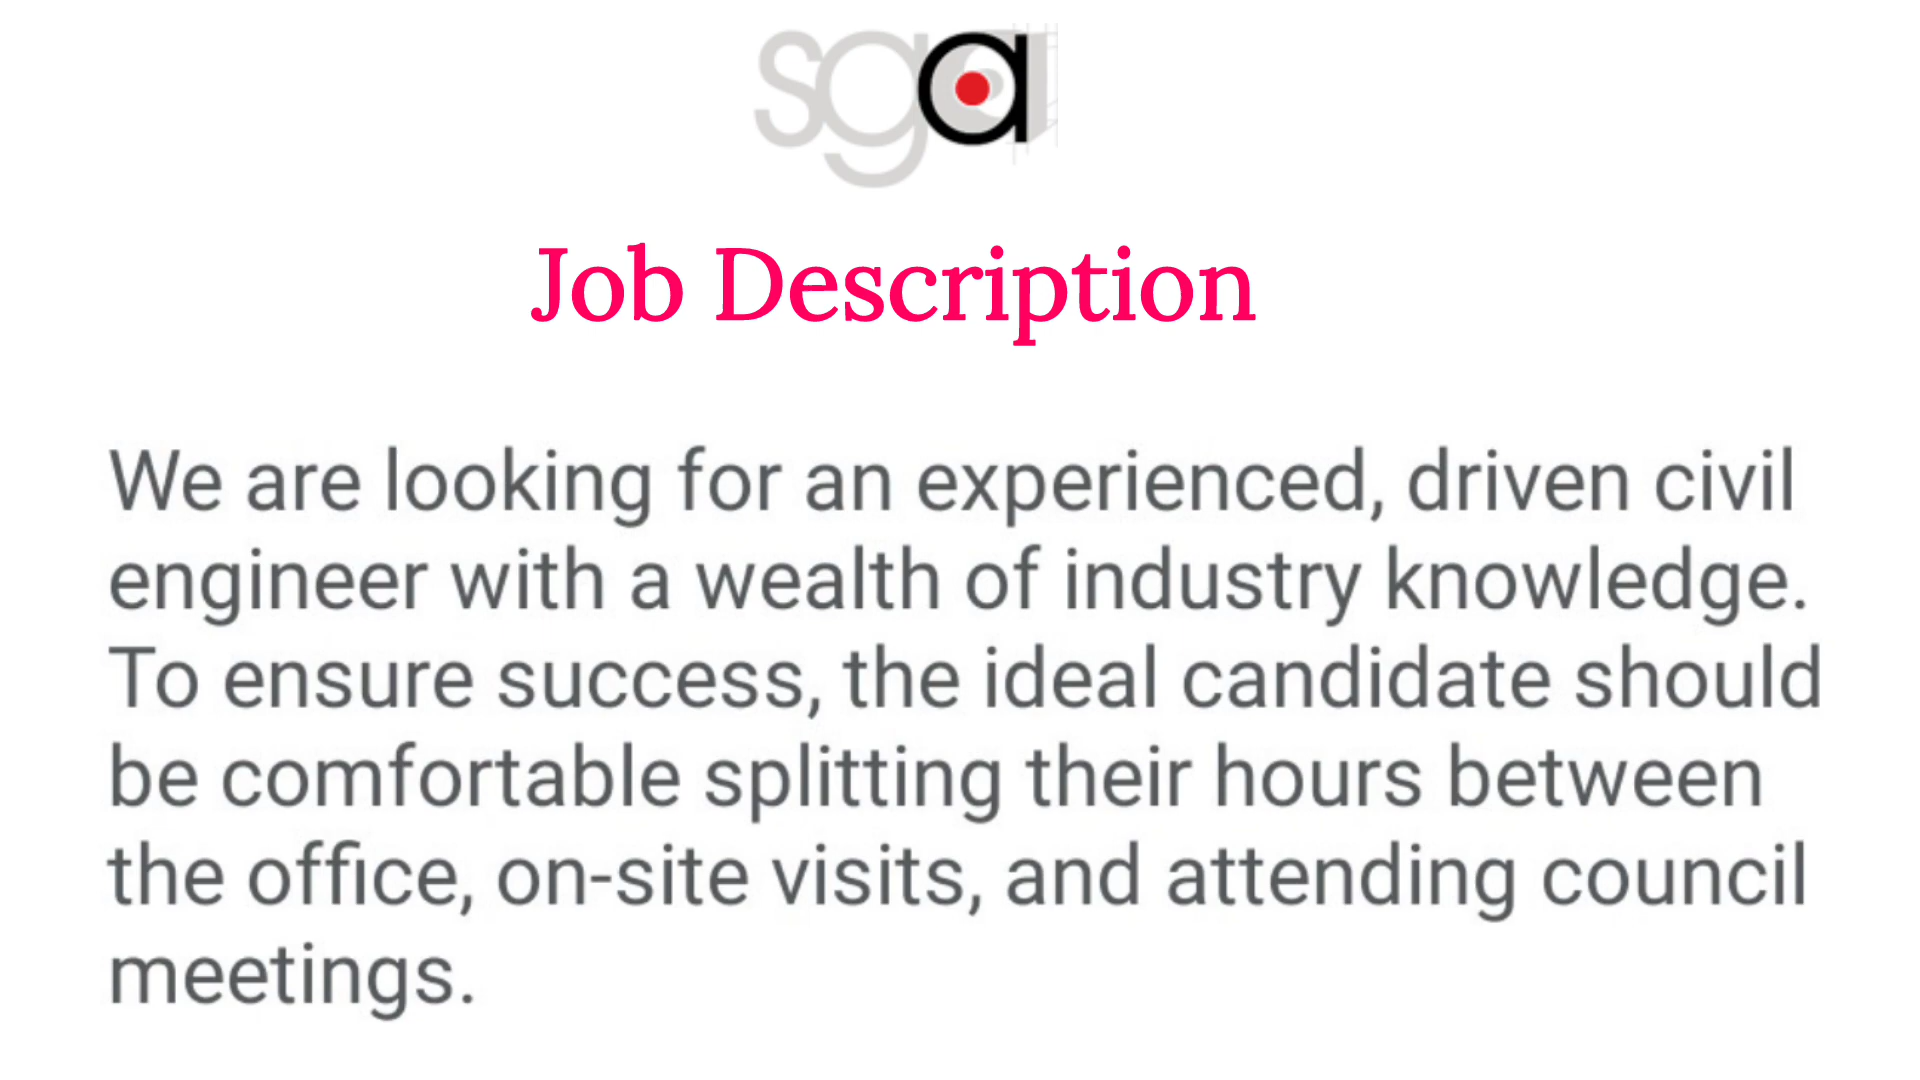 sga
Job Description
We are looking for an experienced, driven civil
engineer with a wealth of industry knowledge.
To ensure success, the ideal candidate should
be comfortable splitting their hours between
the office, on-site visits, and attending council
meetings.